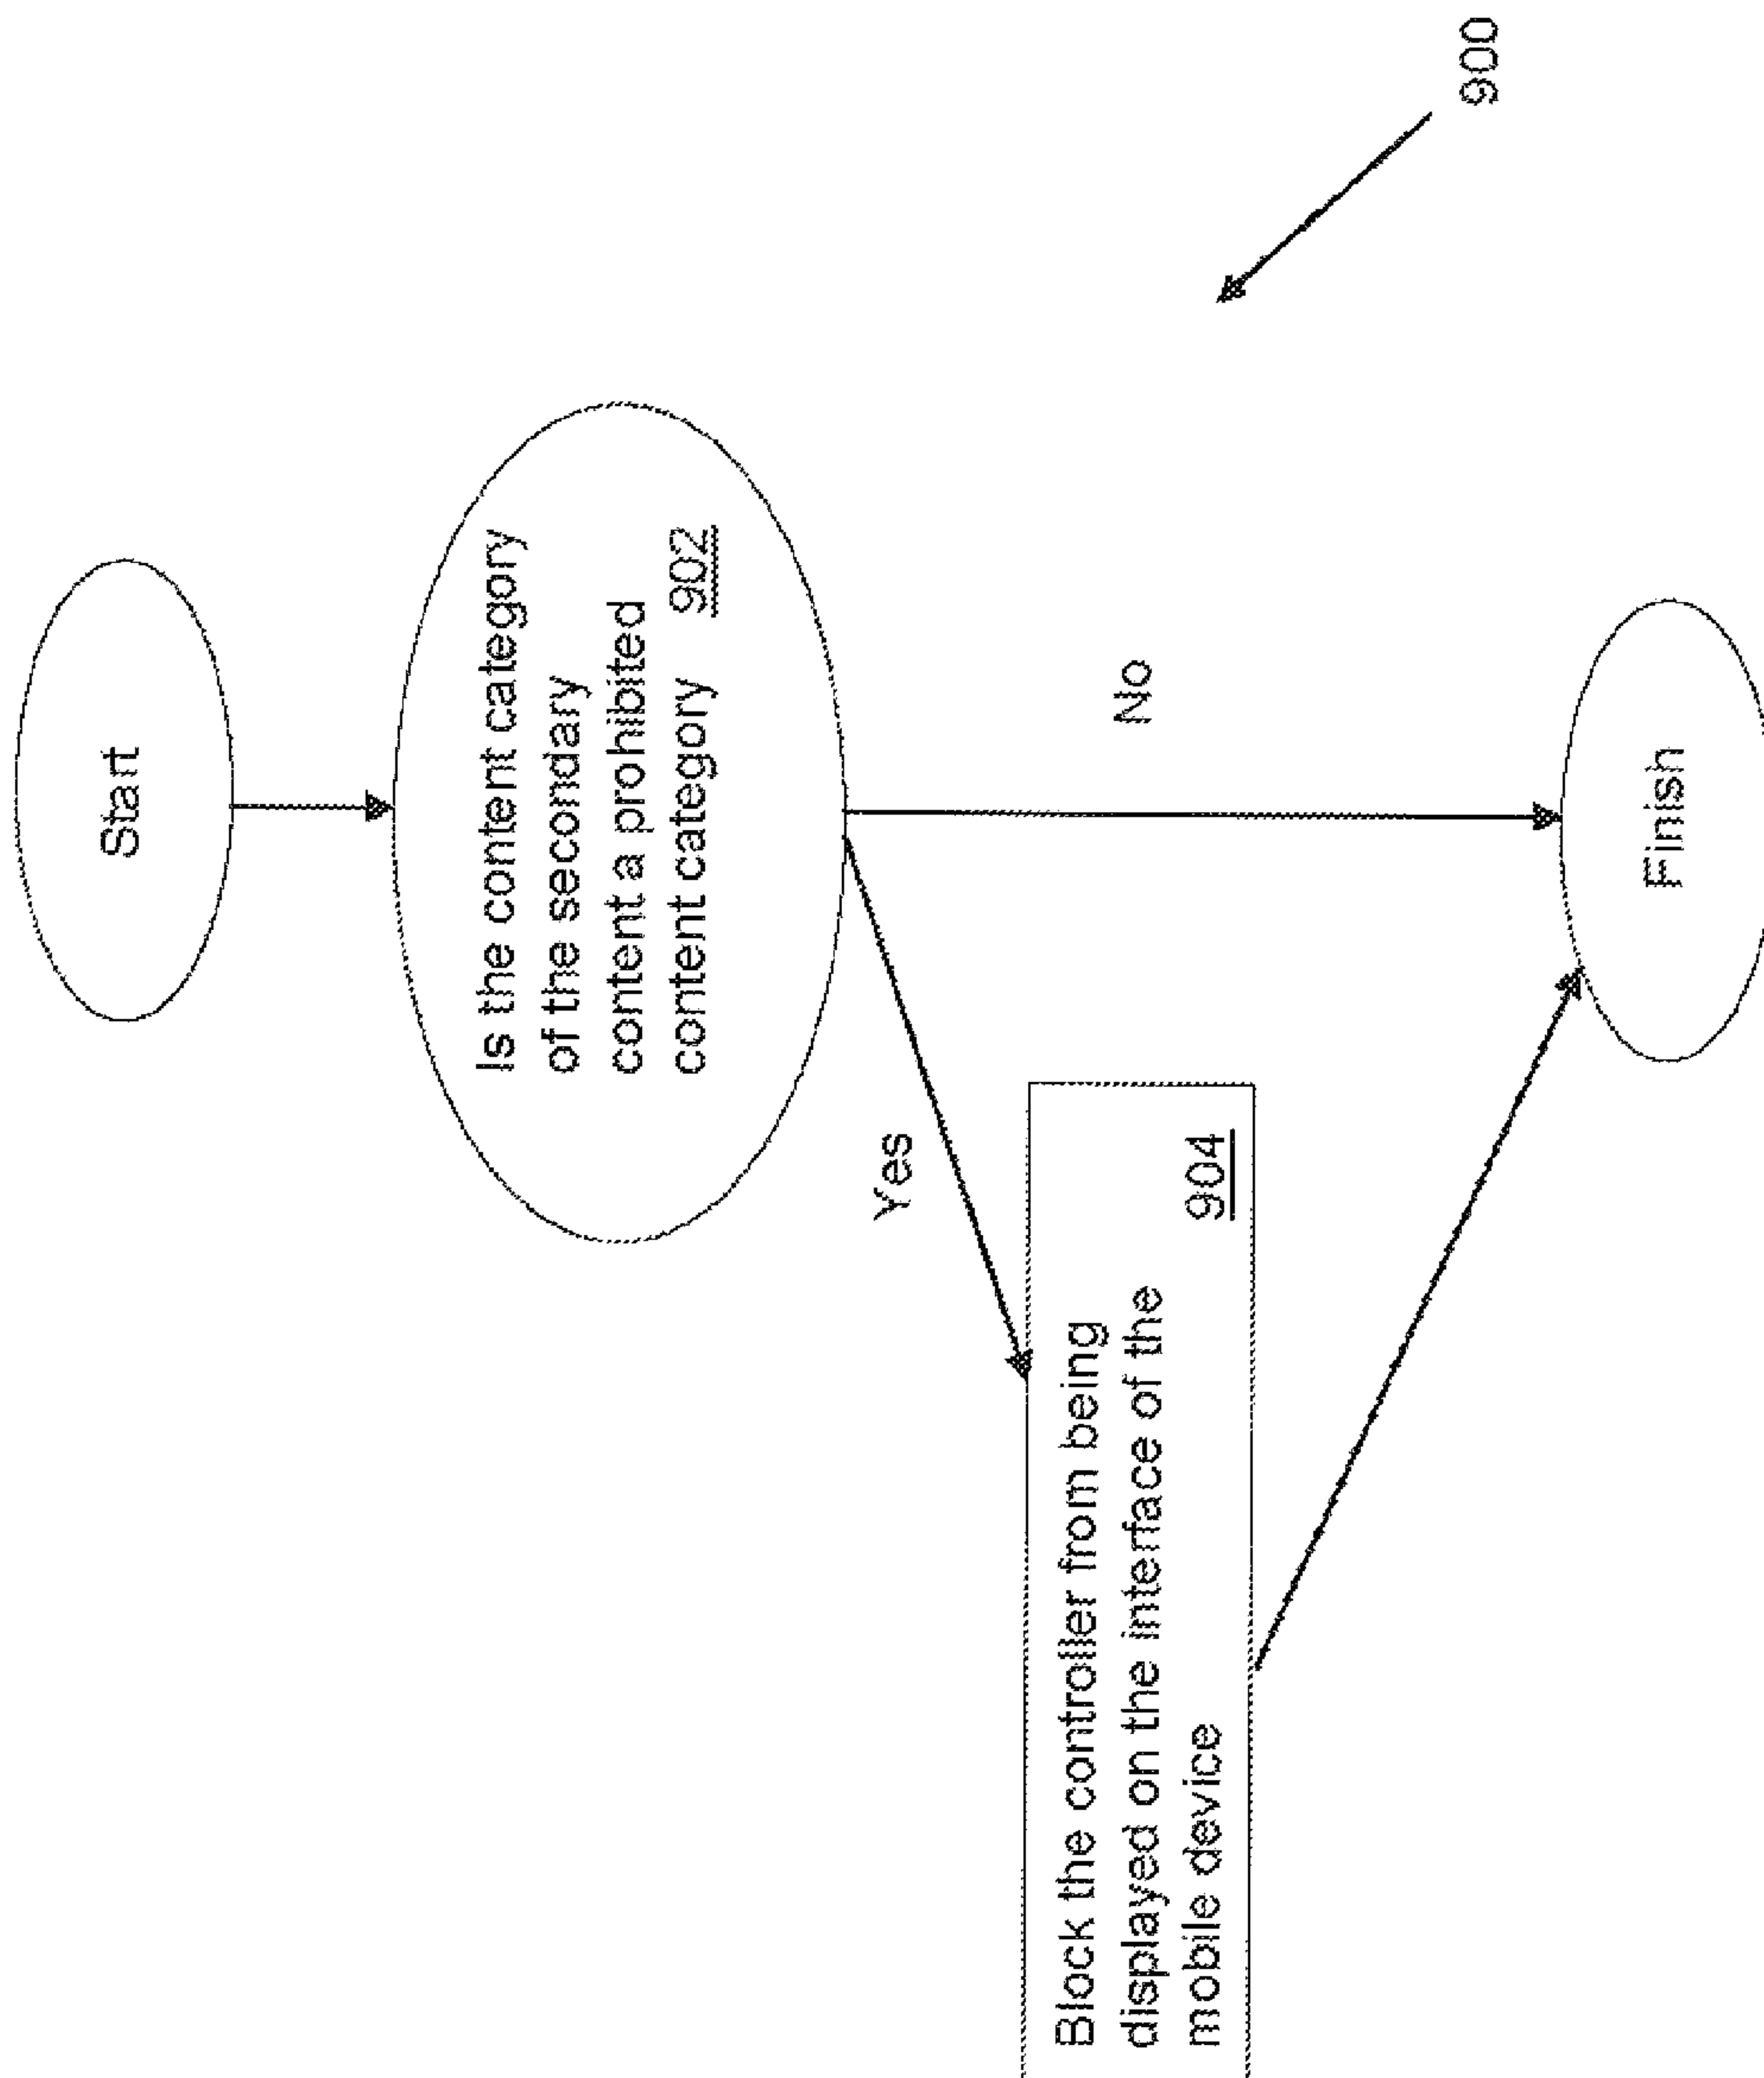 Start
Is the content category
of the secondary
content a prohibited
content category 902
Yes
No
Block the controller from being
displayed on the interface of the
mobile device 904
Finish
900